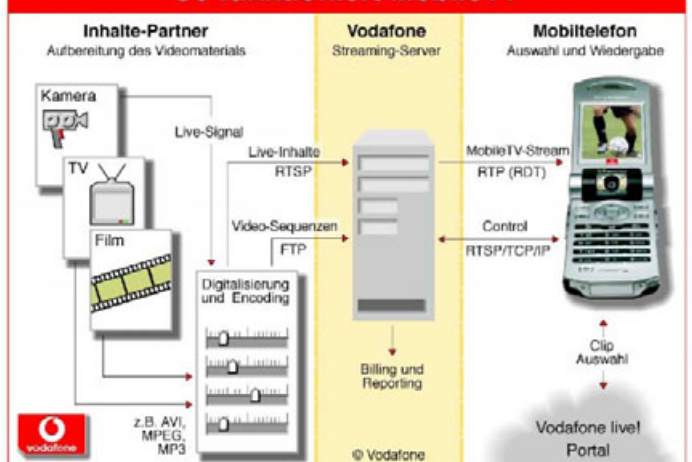 Inhalte-Partner
Aufbereitung des Videomaterials
Vodafone
Streaming-Server
Mobiltelefon
Auswahl und Wiedergabe
Kamera
TV
Film
Live-Signal
Live-Inhalte
RTSP
Video-Sequenzen
FTP
Digitalisierung
und Encoding
z.B. AVI,
MPEG,
MP3
MobileTV-Stream
RTP (RDT)
Control
RTSP/TCP/IP
Billing und
Reporting
Clip
Auswahl
Vodafone live!
Portal
vodafone
© Vodafone